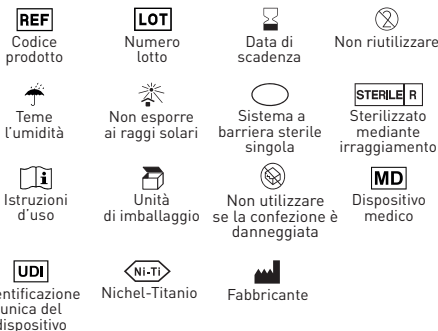 REF
Codice
prodotto
LOT
Numero
lotto
Data di
scadenza
2
Non riutilizzare
Teme
l'umidità
Non esporre
ai raggi solari
Sistema a
barriera sterile
singola
STERILE R
Sterilizzato
mediante
irraggiamento
i
Istruzioni
d'uso
Unità
di imballaggio
Non utilizzare
se la confezione è
danneggiata
MD
Dispositivo
medico
UDI
entificazione
unica del
dispositivo
Ni-Ti
Nichel-Titanio
Fabbricante